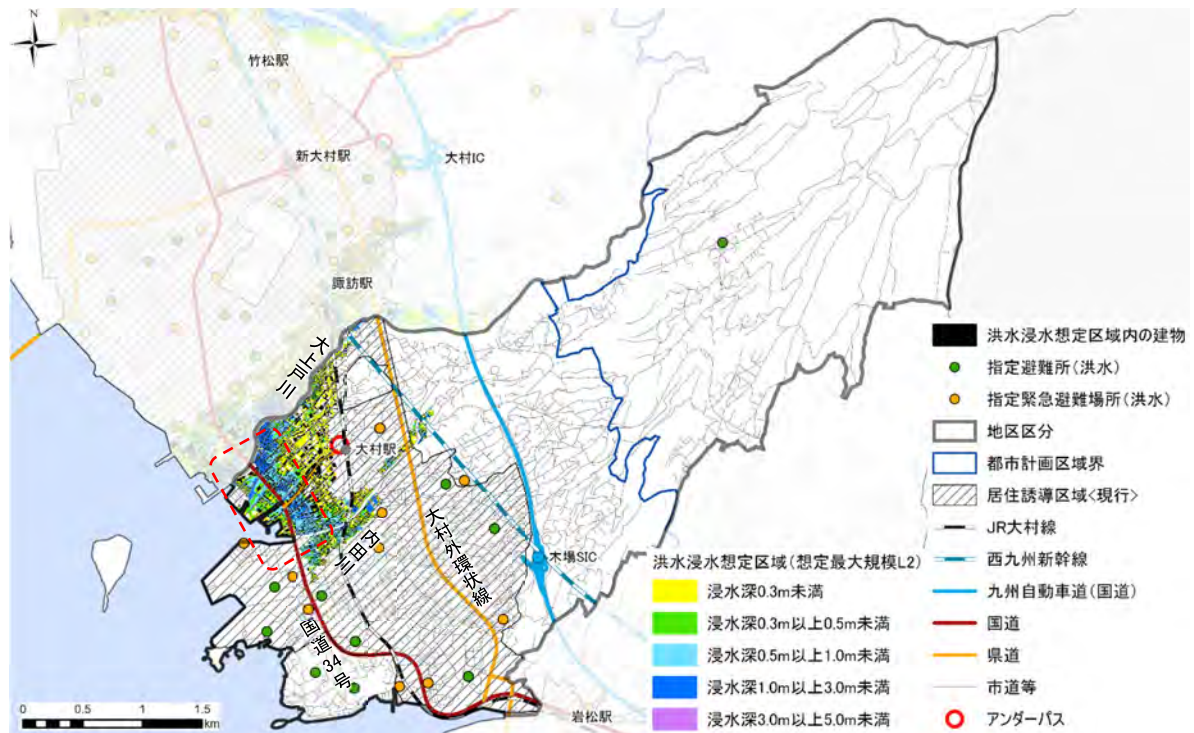 N
竹松駅
新大村駅
大村IC
諏訪駅
大上戸川
大村駅
内田川
大村外環状線
木場SIC
国道34号
岩松駅
0 0.5 1 1.5
km
洪水浸水想定区域(想定最大規模L2)
浸水深0.3m未満
浸水深0.3m以上0.5m未満
浸水深0.5m以上1.0m未満
浸水深1.0m以上3.0m未満
浸水深3.0m以上5.0m未満
洪水浸水想定区域内の建物
指定避難所(洪水)
指定緊急避難場所(洪水)
地区区分
都市計画区域界
居住誘導区域<現行>
JR大村線
西九州新幹線
九州自動車道(国道)
国道
県道
市道等
アンダーパス